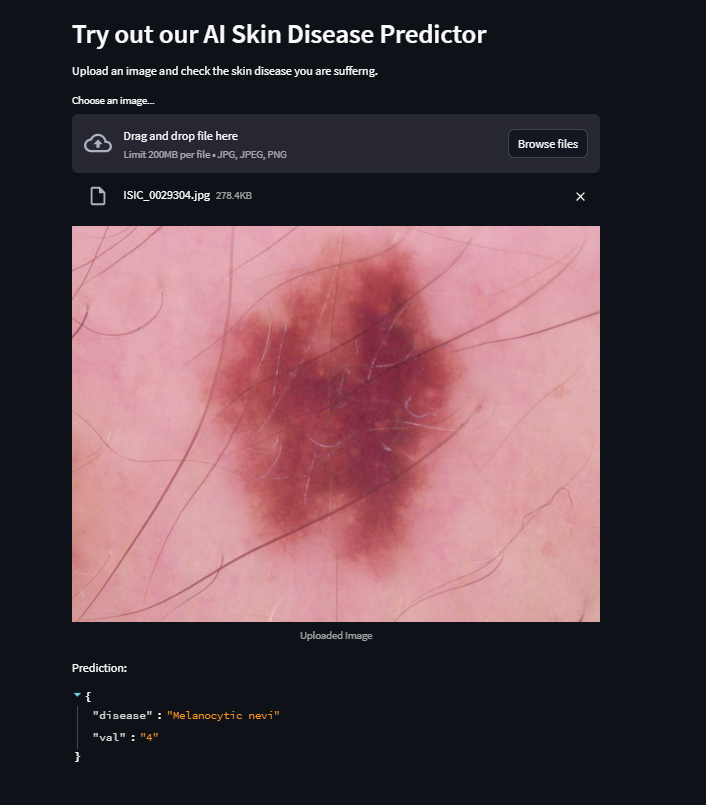 Try out our AI Skin Disease Predictor
Upload an image and check the skin disease you are sufferng.
Choose an image...
Drag and drop file here
Limit 200MB per file • JPG, JPEG, PNG
Browse files
ISIC_0029304.jpg 278.4KB
Uploaded Image
Prediction:
{
"disease" : "Melanocytic nevi"
"val" : "4"
}